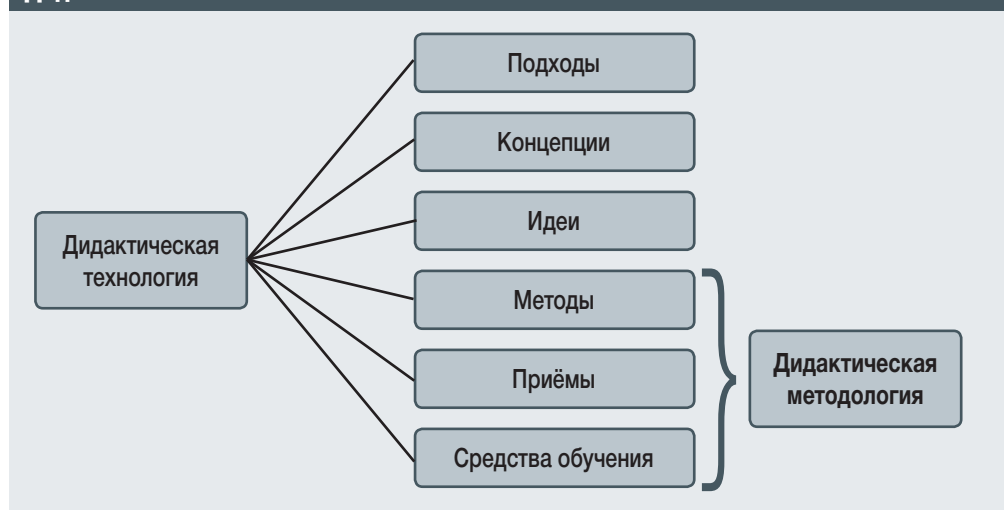 Подходы
Концепции
Идеи
Дидактическая
технология
Методы
Приёмы
Средства обучения
Дидактическая
методология